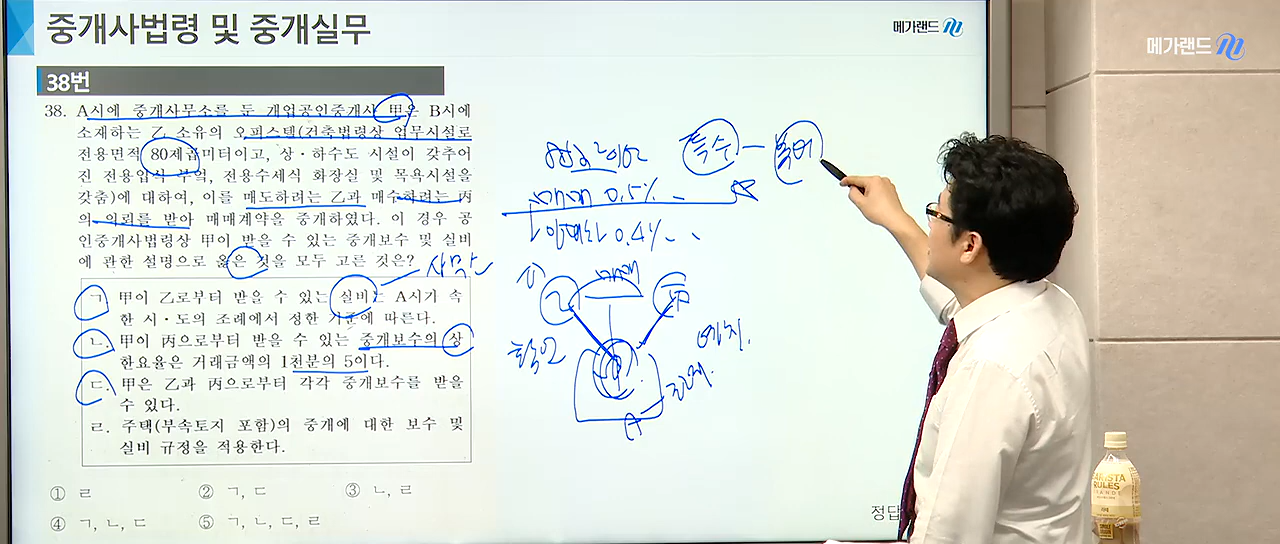 중개사법령 및 중개실무
메가랜드
메가랜드
38번
38. A시에 중개사무소를 둔 개업공인중개사 甲은 B시에
소재하는 乙 소유의 오피스텔(건축법령상 업무시설로
전용면적 80제곱미터이고, 상·하수도 시설이 갖추어
진 전용입식 부엌, 전용수세식 화장실 및 목욕시설을
갖춤)에 대하여, 이를 매도하려는 乙과 매수하려는 丙
의 의뢰를 받아 매매계약을 중개하였다. 이 경우 공
인중개사법령상 甲이 받을 수 있는 중개보수 및 실비
에 관한 설명으로 옳은 것을 모두 고른 것은?
ㄱ. 甲이 乙로부터 받을 수 있는 실비는 A시가 속
한 시·도의 조례에서 정한 기준에 따른다.
ㄴ. 甲이 丙으로부터 받을 수 있는 중개보수의 상
한요율은 거래금액의 1천분의 5이다.
ㄷ. 甲은 乙과 丙으로부터 각각 중개보수를 받을
수 있다.
ㄹ. 주택(부속토지 포함)의 중개에 대한 보수 및
실비 규정을 적용한다.
① ㄹ
② ㄱ, ㄷ
③ ㄴ, ㄹ
④ ㄱ, ㄴ, ㄷ
⑤ ㄱ, ㄴ, ㄷ, ㄹ
특수 부엌
매매 0.5%
임대차 0.4%
매매
乙
丙
A
정답
BARISTA
RULES